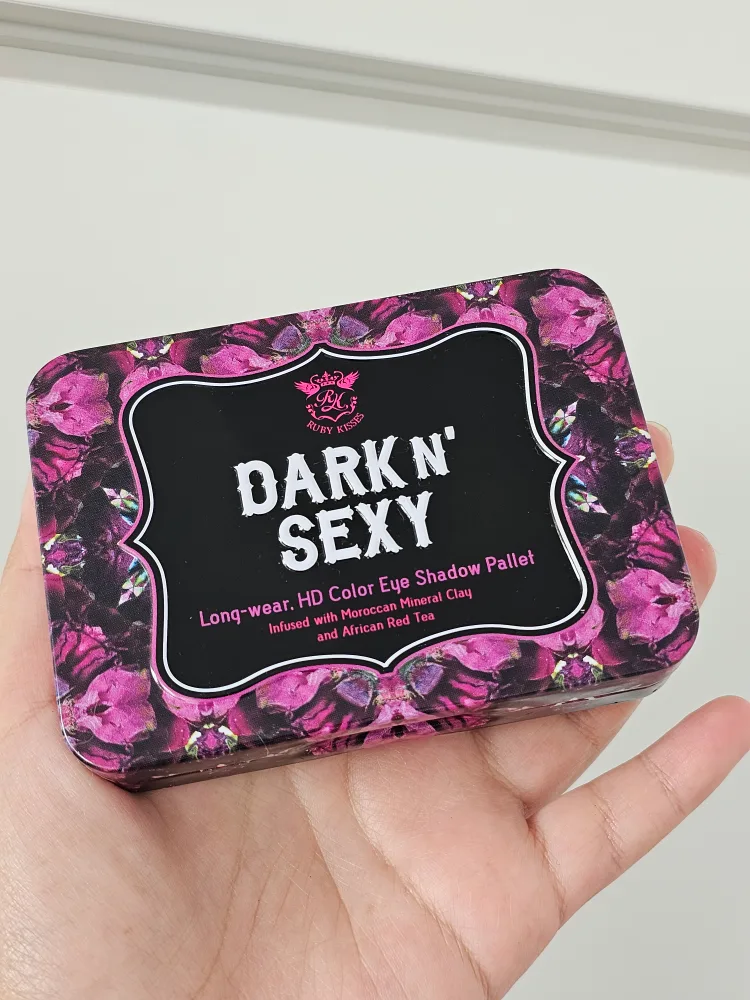 RK
RUBY KISSES
DARK N'
SEXY
Long-wear, HD Color Eye Shadow Pallet
Infused with Moroccan Mineral Clay
and African Red Tea